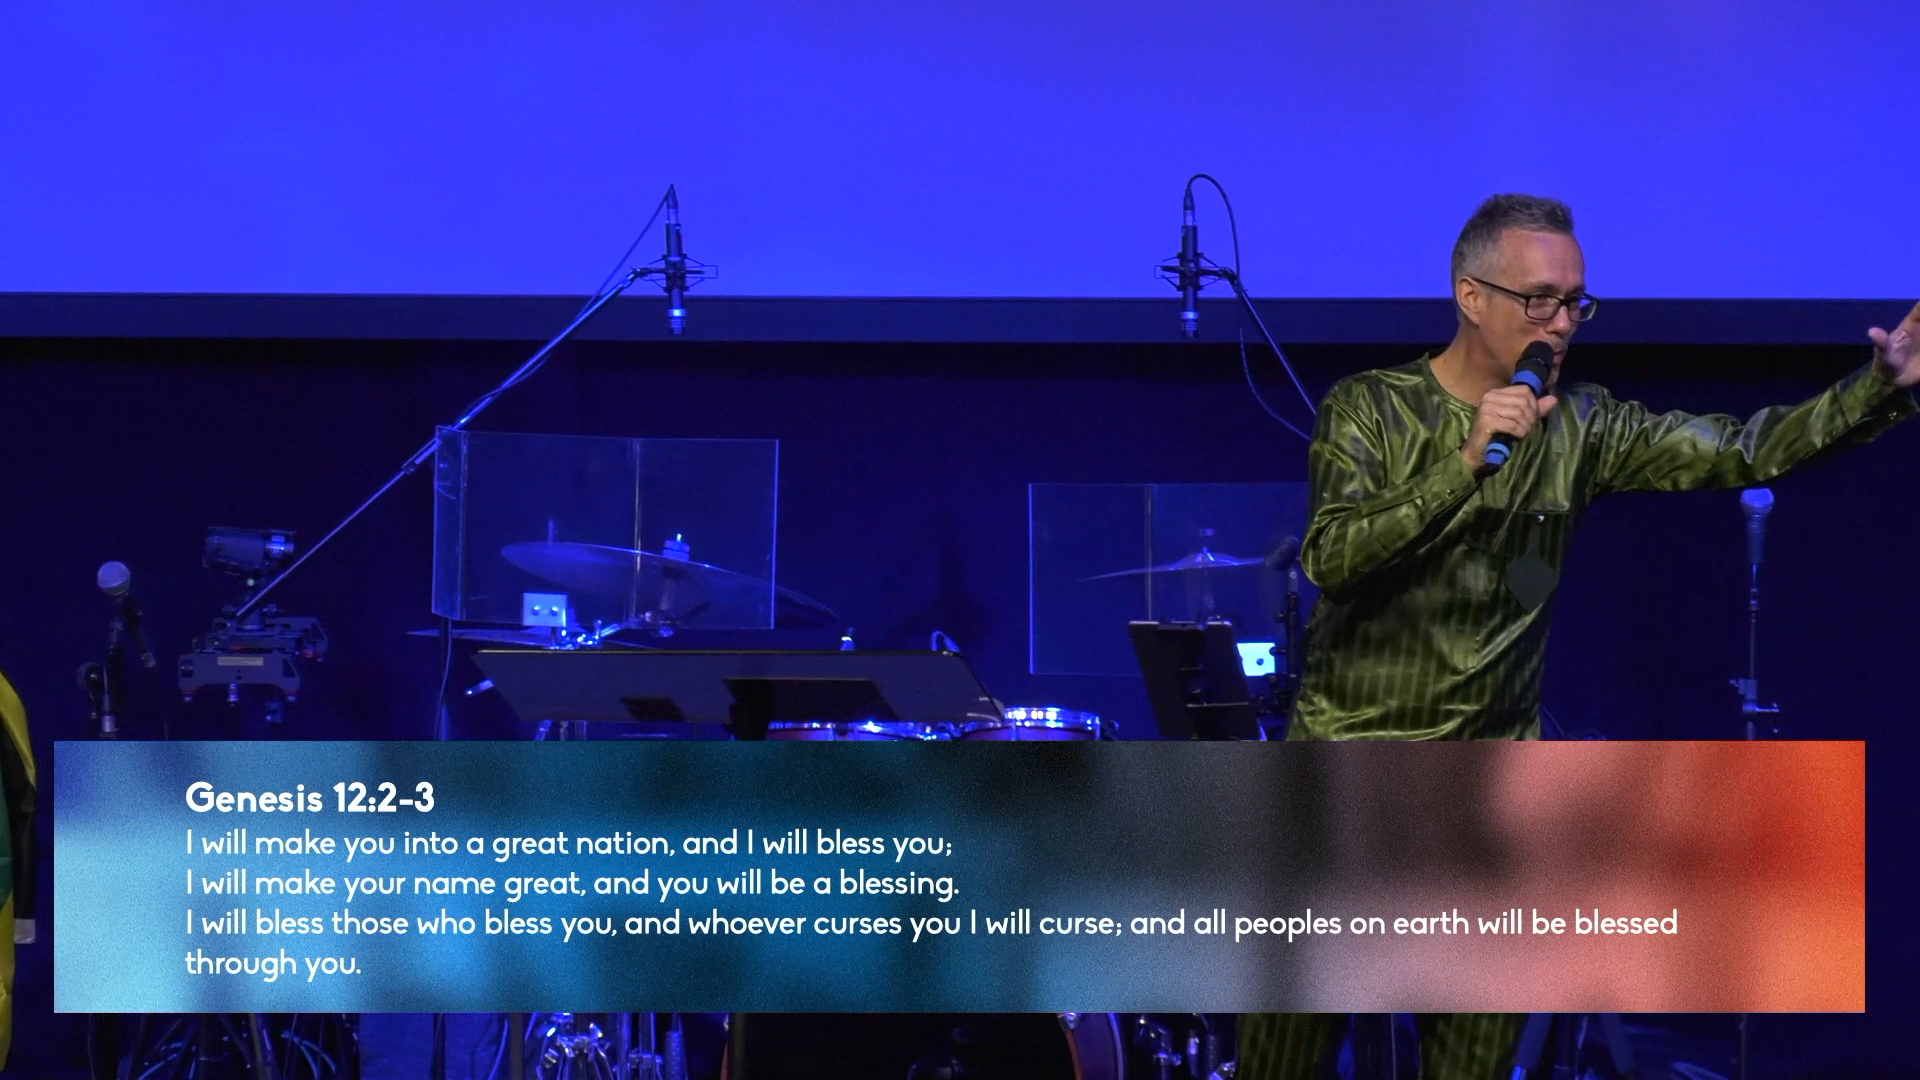 Genesis 12:2-3
I will make you into a great nation, and I will bless you;
I will make your name great, and you will be a blessing.
I will bless those who bless you, and whoever curses you I will curse; and all peoples on earth will be blessed
through you.